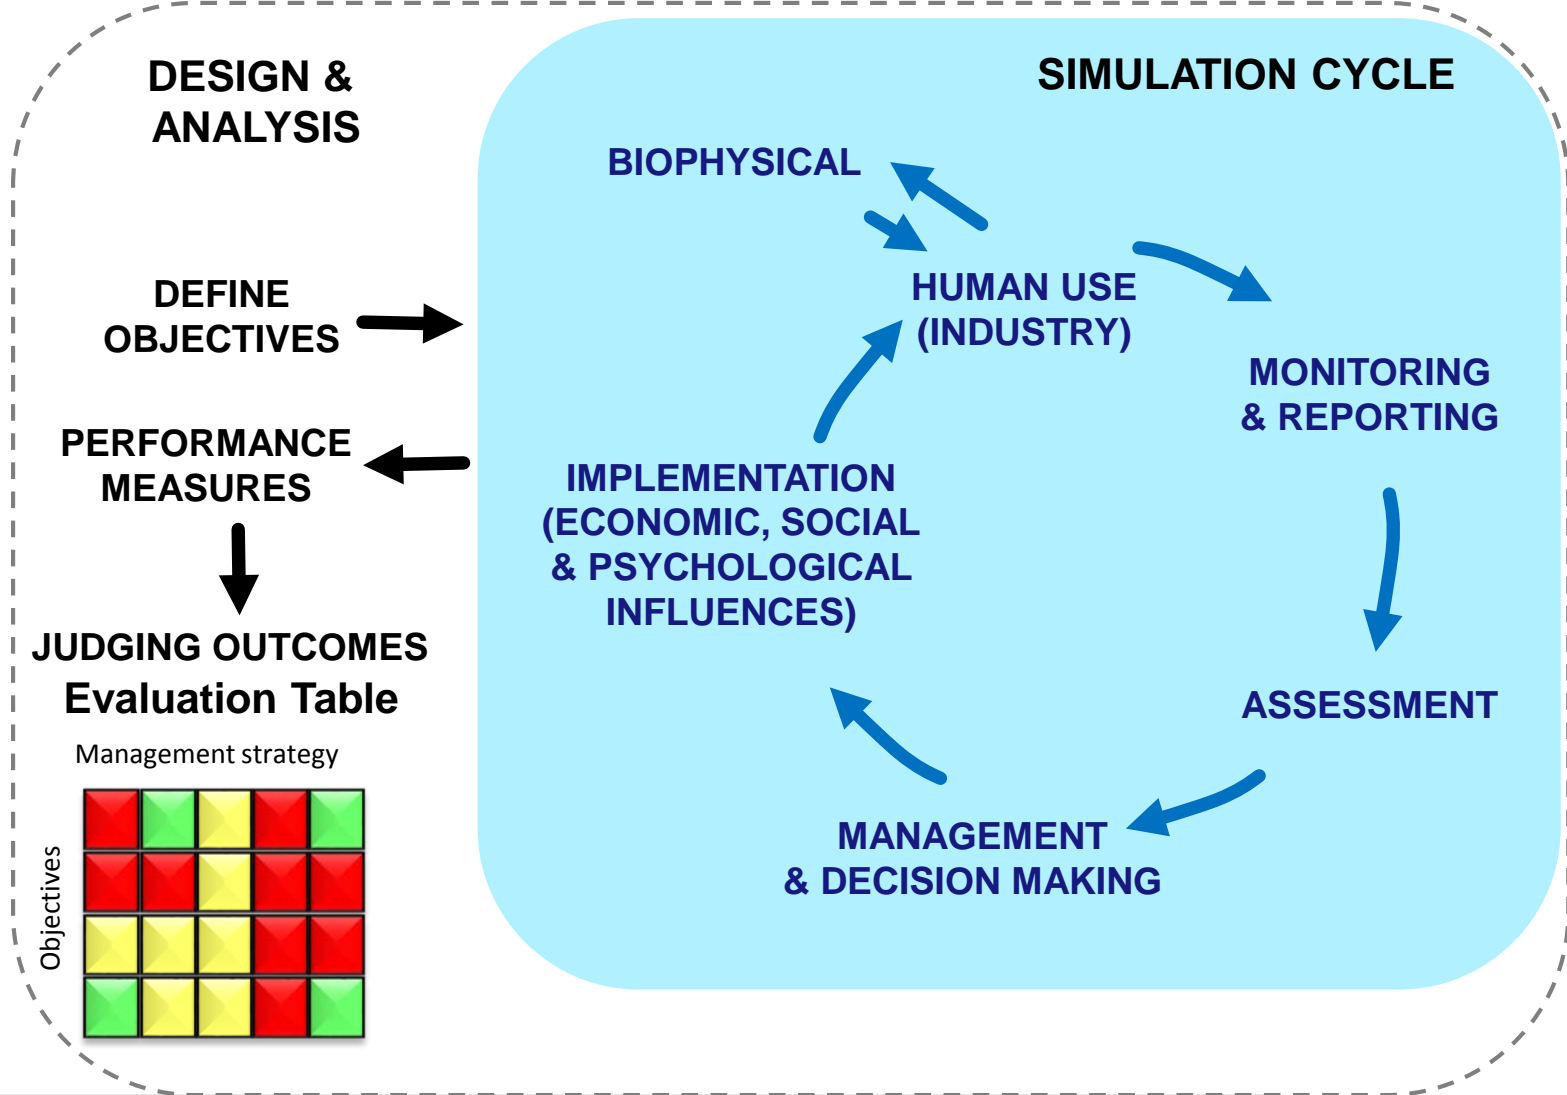 DESIGN &
ANALYSIS
DEFINE
OBJECTIVES
PERFORMANCE
MEASURES
JUDGING OUTCOMES
Evaluation Table
Management strategy
Objectives
SIMULATION CYCLE
BIOPHYSICAL
HUMAN USE
(INDUSTRY)
MONITORING
& REPORTING
ASSESSMENT
MANAGEMENT
& DECISION MAKING
IMPLEMENTATION
(ECONOMIC, SOCIAL
& PSYCHOLOGICAL
INFLUENCES)